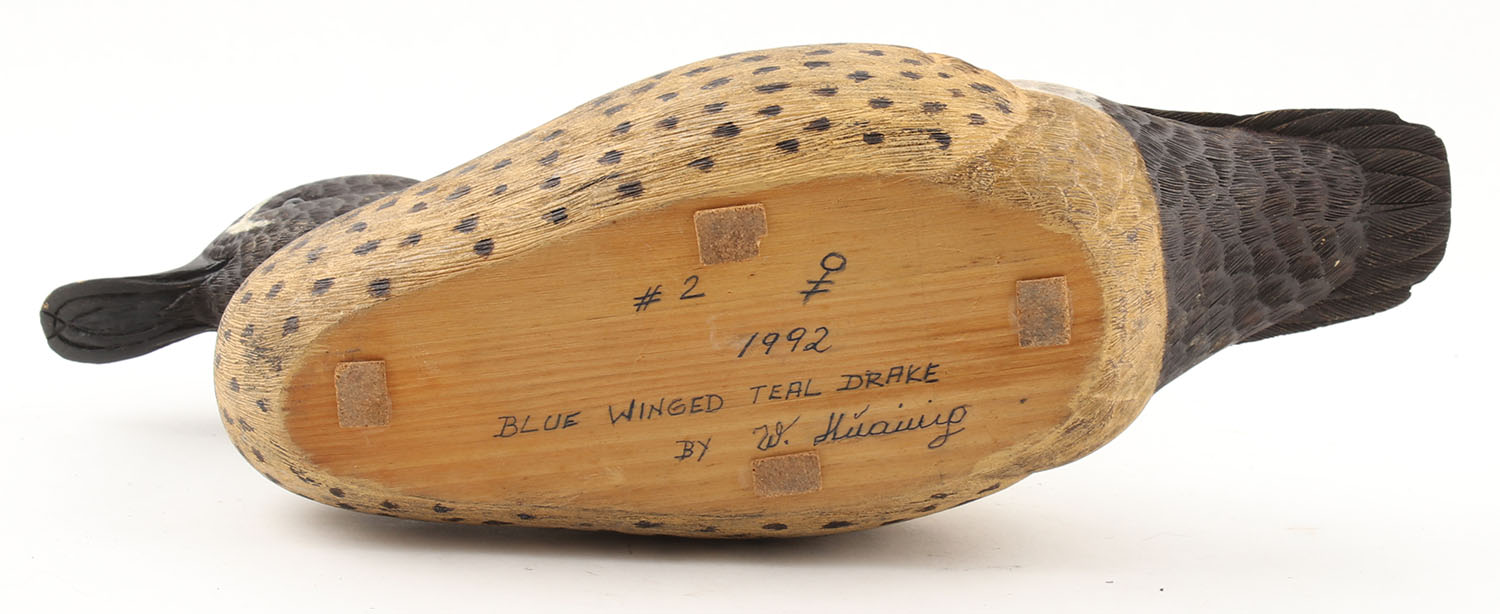 # 2
1992
BLUE WINGED TEAL DRAKE
BY W.